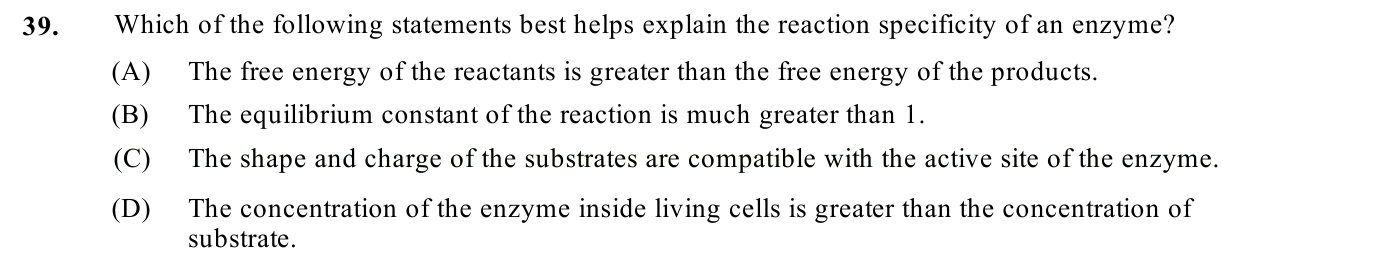 39. Which of the following statements best helps explain the reaction specificity of an enzyme?
(A) The free energy of the reactants is greater than the free energy of the products.
(B) The equilibrium constant of the reaction is much greater than 1.
(C) The shape and charge of the substrates are compatible with the active site of the enzyme.
(D) The concentration of the enzyme inside living cells is greater than the concentration of
substrate.